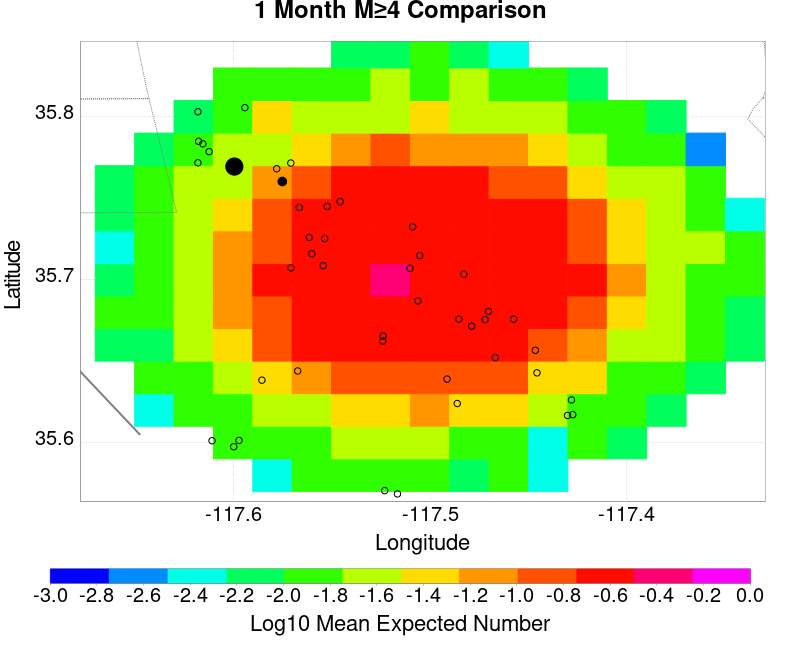 1 Month M≥4 Comparison
35.8
35.7
35.6
Latitude
-117.6 -117.5 -117.4
Longitude
-3.0 -2.8 -2.6 -2.4 -2.2 -2.0 -1.8 -1.6 -1.4 -1.2 -1.0 -0.8 -0.6 -0.4 -0.2 0.0
Log10 Mean Expected Number